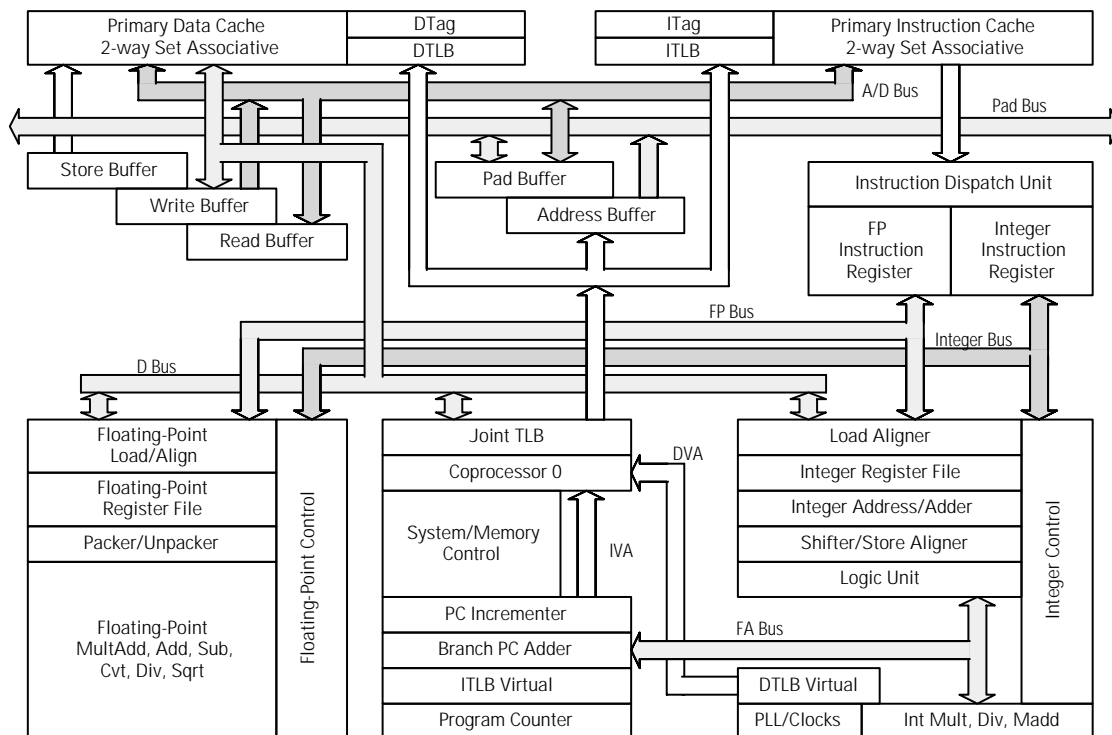 Primary Data Cache
2-way Set Associative
DTag
DTLB
ITag
ITLB
Primary Instruction Cache
2-way Set Associative
A/D Bus
Pad Bus
Store Buffer
Write Buffer
Read Buffer
Pad Buffer
Address Buffer
Instruction Dispatch Unit
FP
Instruction
Register
Integer
Instruction
Register
FP Bus
Integer Bus
D Bus
Floating-Point
Load/Align
Floating-Point
Register File
Packer/Unpacker
Floating-Point
MultAdd, Add, Sub,
Cvt, Div, Sqrt
Floating-Point Control
Joint TLB
Coprocessor 0
System/Memory
Control
PC Incrementer
Branch PC Adder
ITLB Virtual
Program Counter
DVA
IVA
FA Bus
Load Aligner
Integer Register File
Integer Address/Adder
Shifter/Store Aligner
Logic Unit
Integer Control
DTLB Virtual
PLL/Clocks
Int Mult, Div, Madd